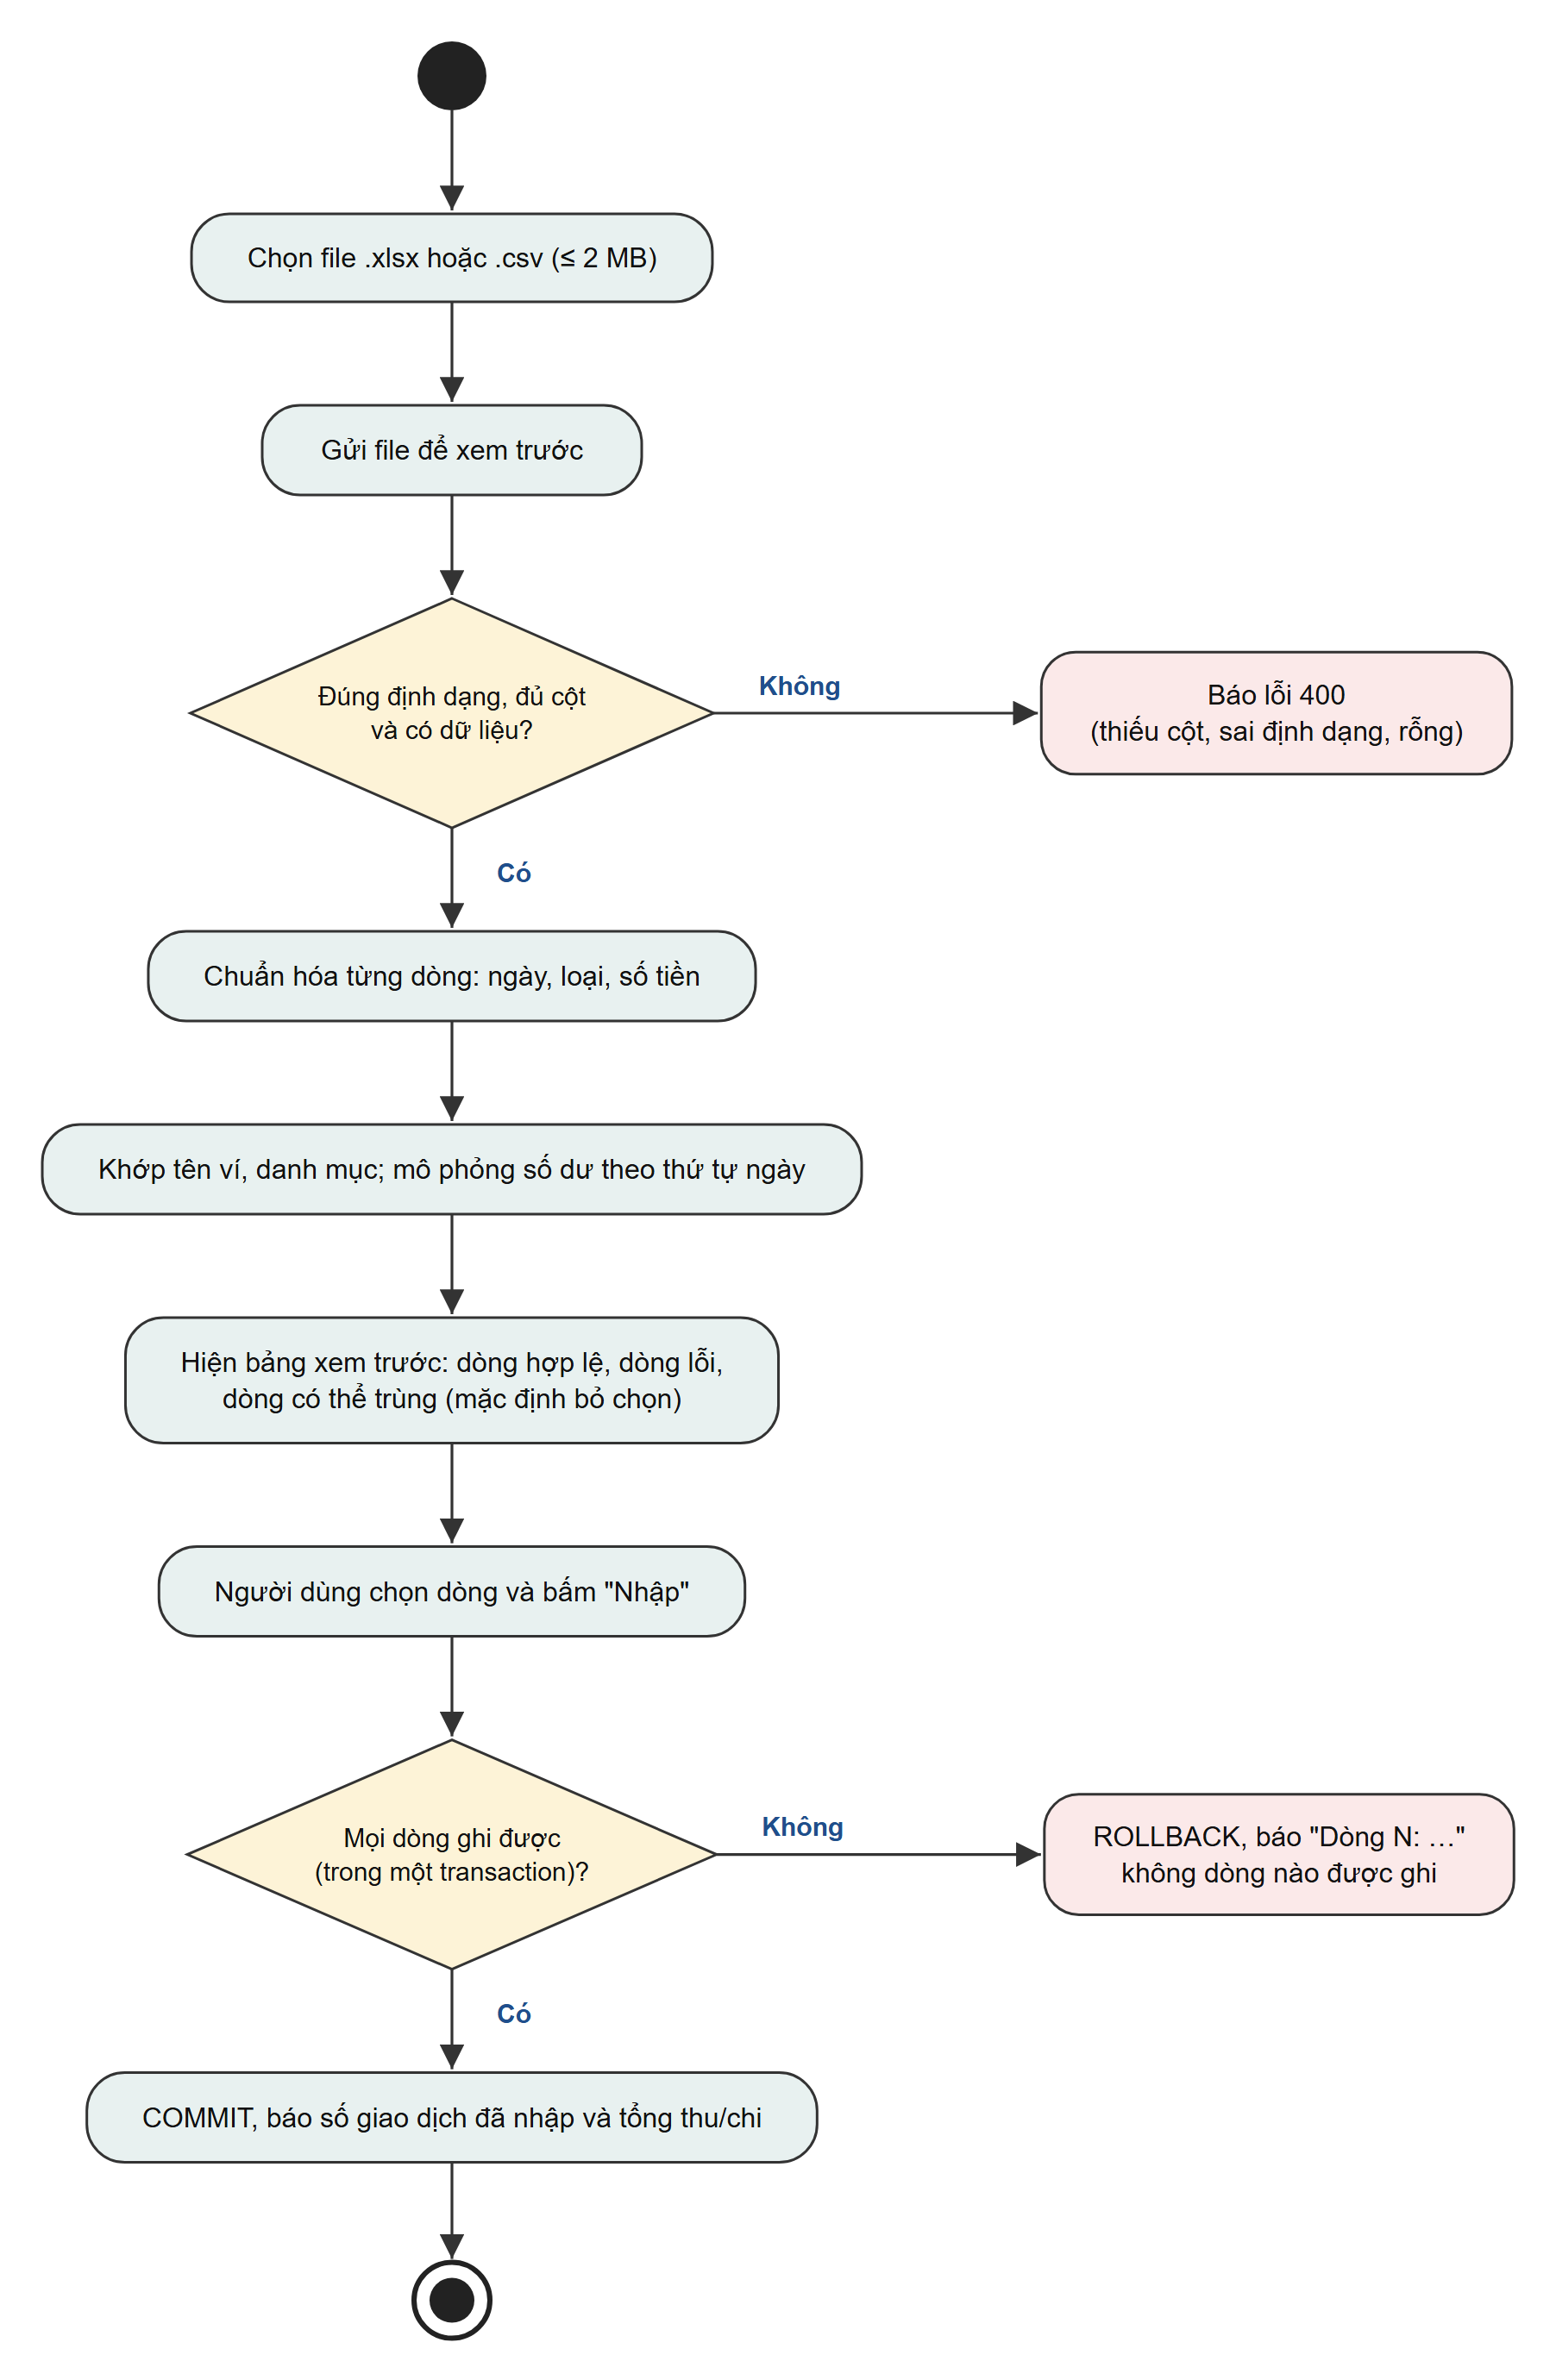 Chọn file .xlsx hoặc .csv (≤ 2 MB)
Gửi file để xem trước
Đúng định dạng, đủ cột
và có dữ liệu?
Không
Báo lỗi 400
(thiếu cột, sai định dạng, rỗng)
Có
Chuẩn hóa từng dòng: ngày, loại, số tiền
Khớp tên ví, danh mục; mô phỏng số dư theo thứ tự ngày
Hiện bảng xem trước: dòng hợp lệ, dòng lỗi,
dòng có thể trùng (mặc định bỏ chọn)
Người dùng chọn dòng và bấm "Nhập"
Mọi dòng ghi được
(trong một transaction)?
Không
ROLLBACK, báo "Dòng N: …"
không dòng nào được ghi
Có
COMMIT, báo số giao dịch đã nhập và tổng thu/chi